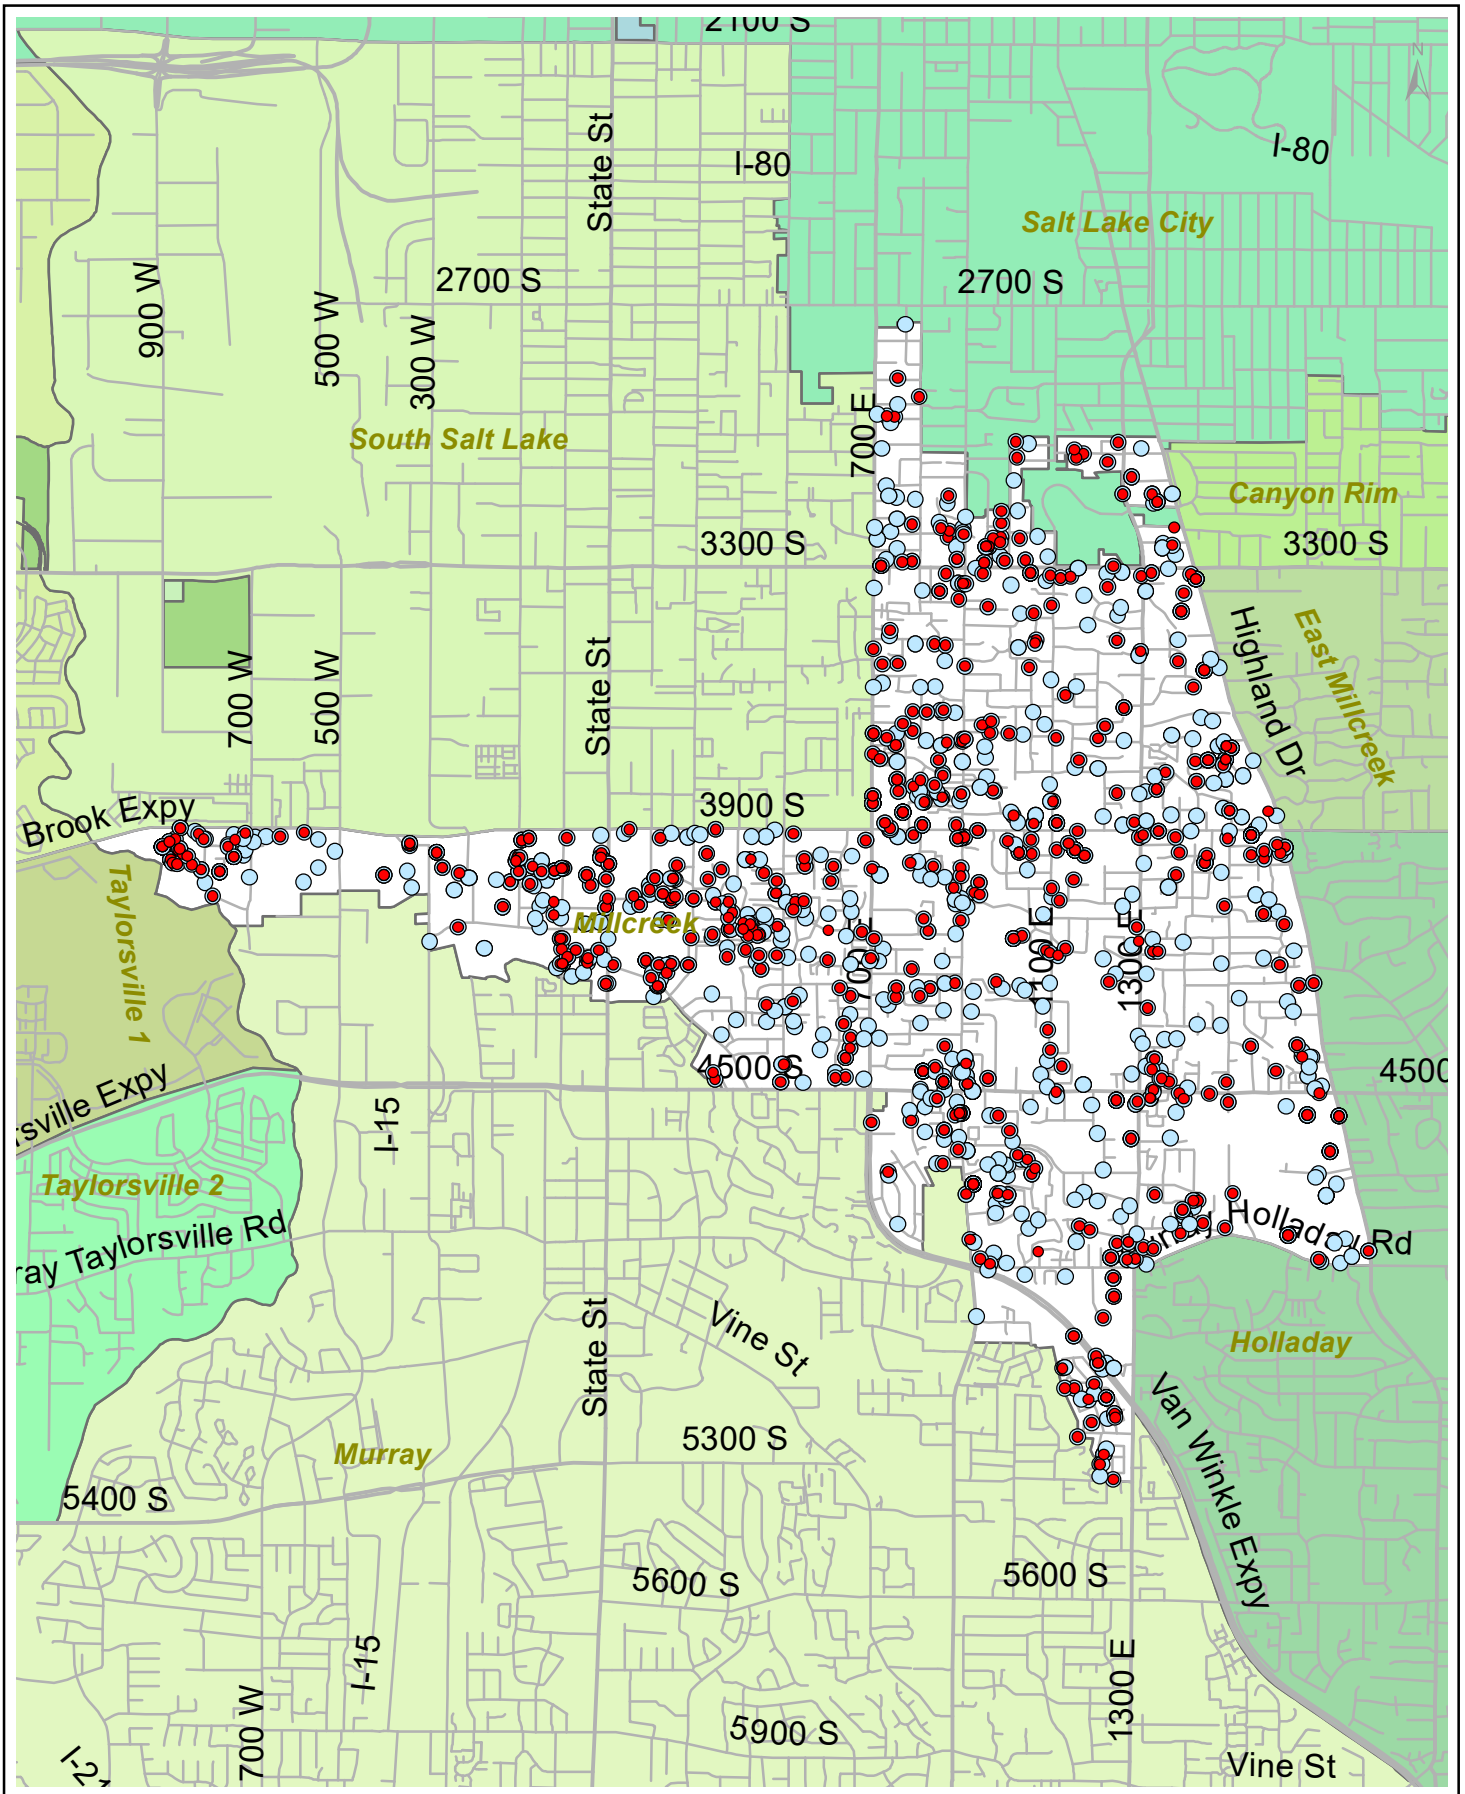 2100 S
N
I-80
I-80
State St
Salt Lake City
2700 S
2700 S
900 W
500 W
300 W
700 E
South Salt Lake
Canyon Rim
3300 S
3300 S
Highland Dr
East Millcreek
700 W
500 W
State St
3900 S
Brook Expy
Taylorsville 1
Millcreek
700 E
1100 E
1300 E
4500 S
4500
rsville Expy
I-15
Taylorsville 2
ray Taylorsville Rd
Murray Holladay Rd
State St
Vine St
Holladay
Van Winkle Expy
5300 S
Murray
5400 S
5600 S
5600 S
I-15
700 W
1300 E
5900 S
I-21
Vine St